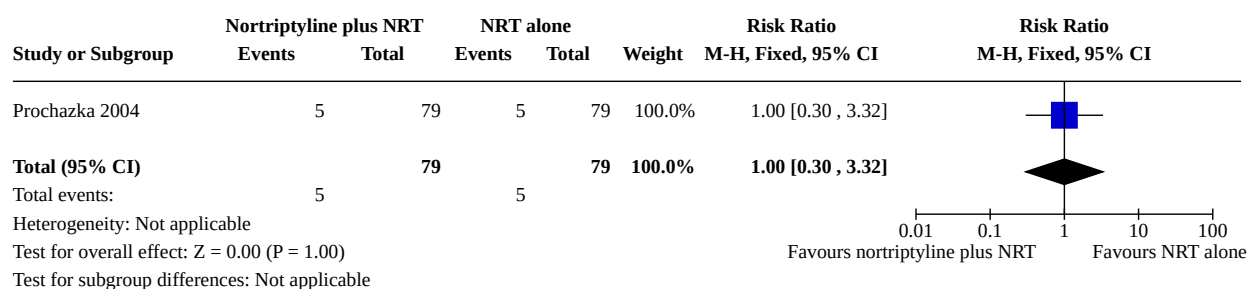 Nortriptyline plus NRT NRT alone Risk Ratio Risk Ratio
Study or Subgroup Events Total Events Total Weight M-H, Fixed, 95% CI M-H, Fixed, 95% CI
Prochazka 2004 5 79 5 79 100.0% 1.00 [0.30 , 3.32]
Total (95% CI) 79 79 100.0% 1.00 [0.30 , 3.32]
Total events: 5 5
Heterogeneity: Not applicable
0.01 0.1 1 10 100
Test for overall effect: Z = 0.00 (P = 1.00) Favours nortriptyline plus NRT Favours NRT alone
Test for subgroup differences: Not applicable